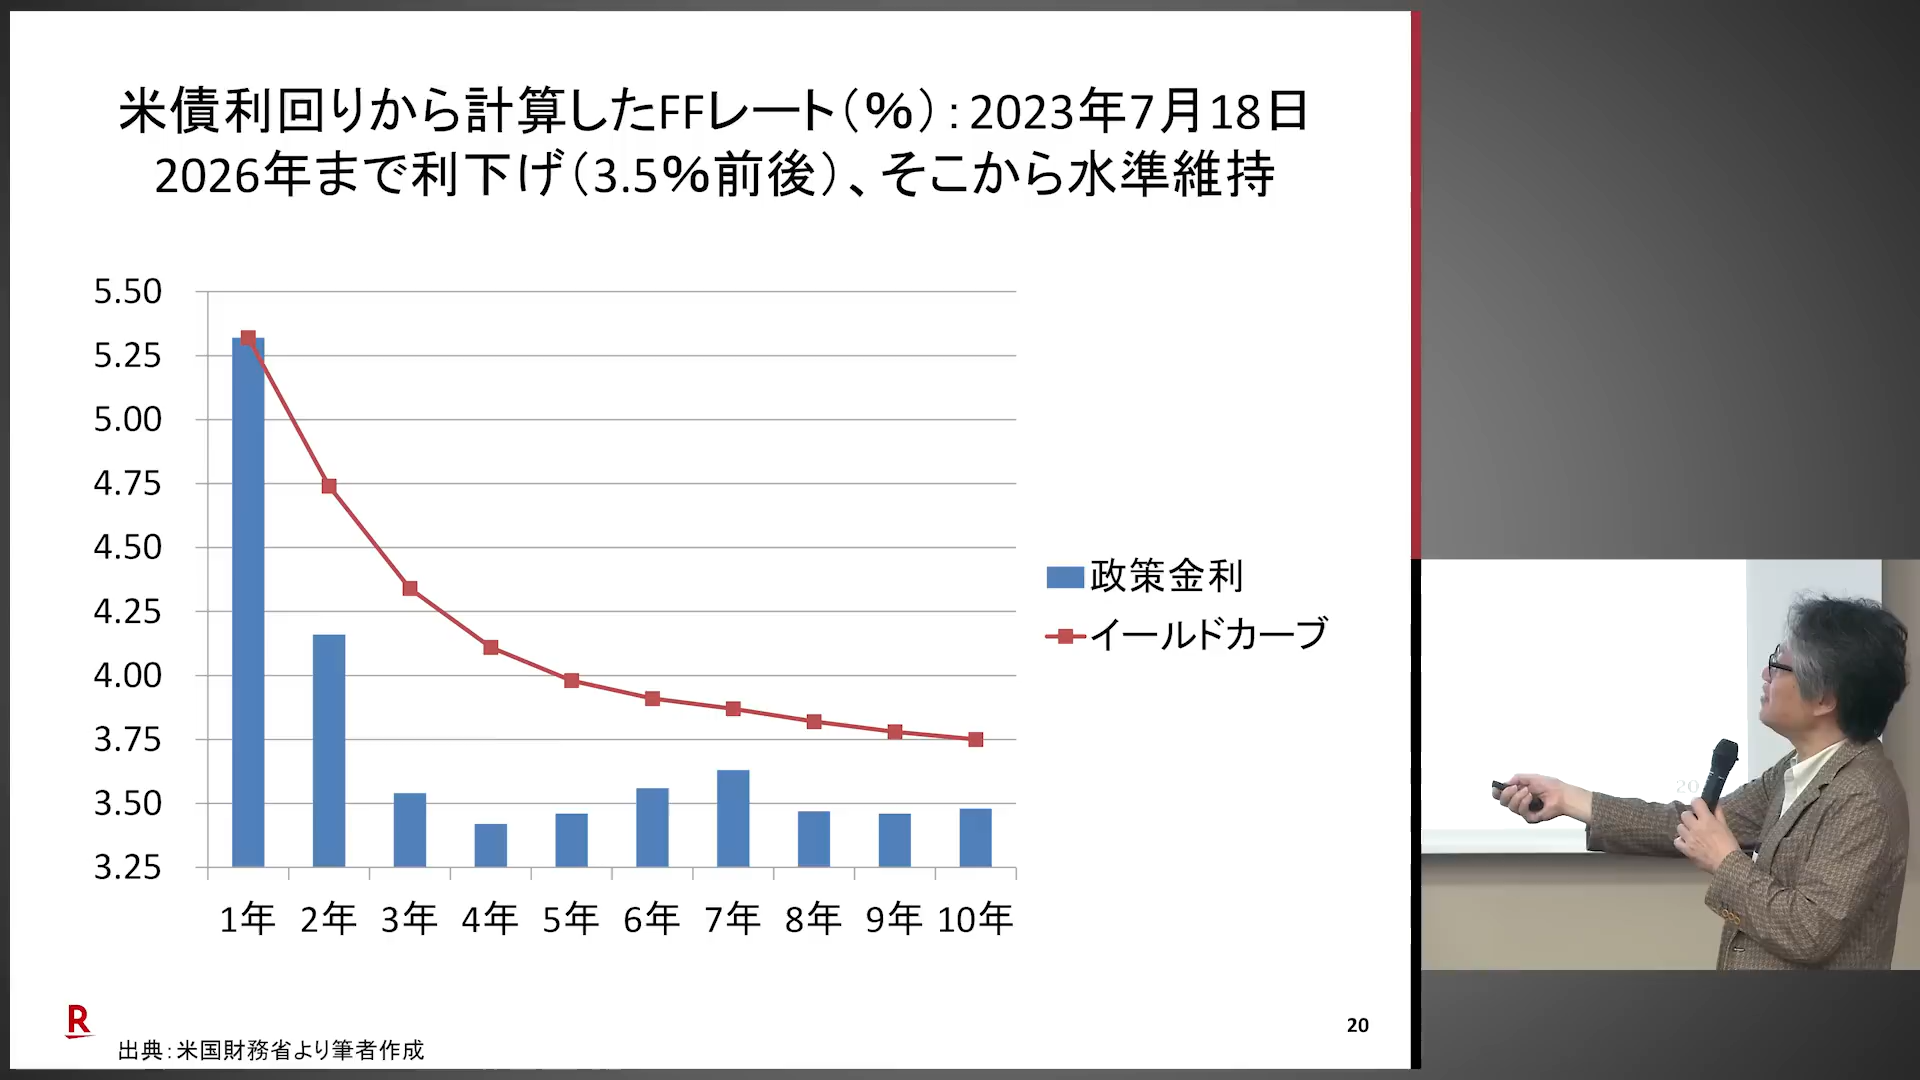 米債利回りから計算したFFレート(%):2023年7月18日
2026年まで利下げ(3.5%前後)、そこから水準維持
5.50
5.25
5.00
4.75
4.50
4.25
4.00
3.75
3.50
3.25
1年 2年 3年 4年 5年 6年 7年 8年 9年 10年
政策金利
イールドカーブ
R
出典:米国財務省より筆者作成
20
20